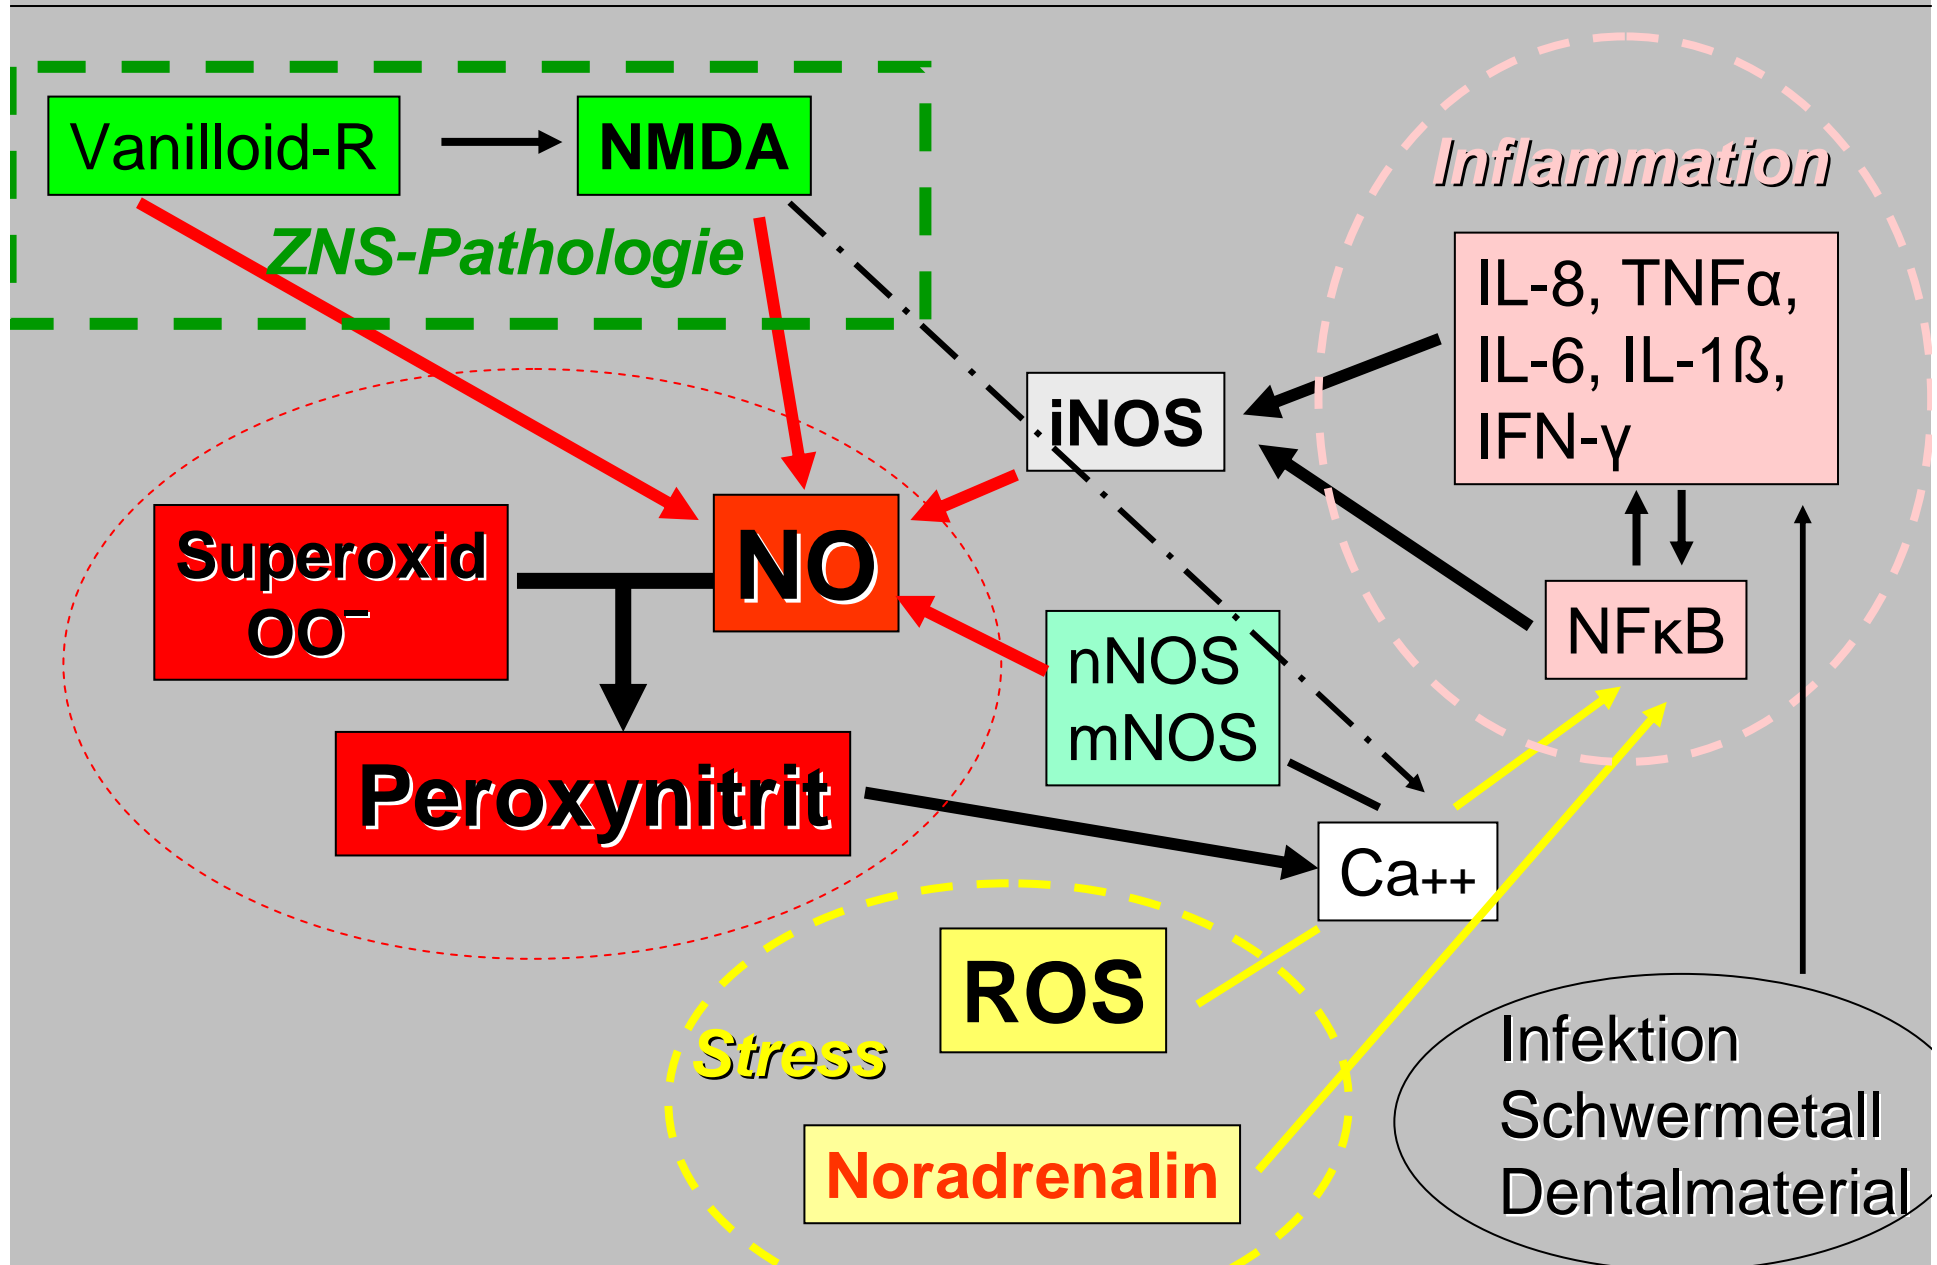 Vanilloid-R
NMDA
ZNS-Pathologie
Inflammation
IL-8, TNFα,
IL-6, IL-1ß,
IFN-γ
iNOS
Superoxid
OO⁻
NO
NFκB
nNOS
mNOS
Peroxynitrit
Ca++
ROS
Stress
Noradrenalin
Infektion
Schwermetall
Dentalmaterial